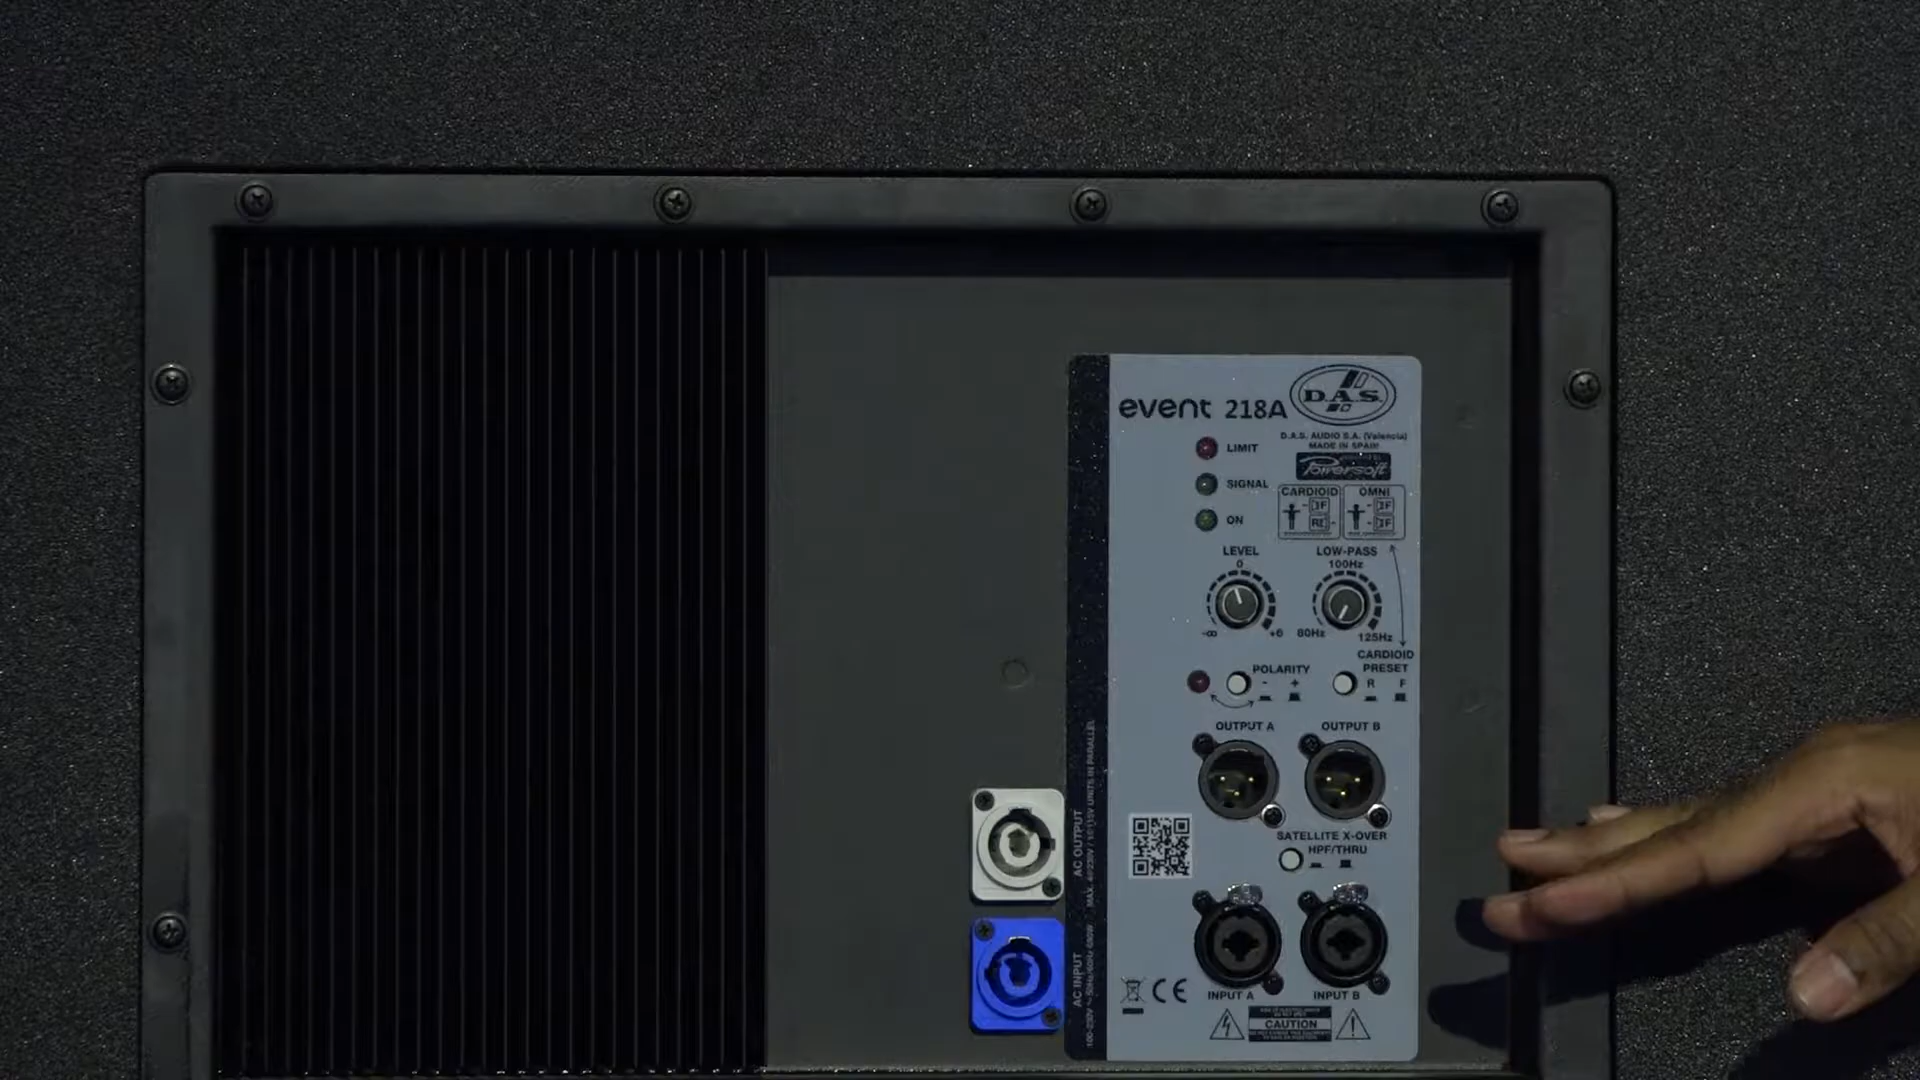 event 218A
D.A.S.
D.A.S. AUDIO S.A. (Valencia)
MADE IN SPAIN
Powersoft
LIMIT
SIGNAL
ON
CARDIOID
OMNI
F
R
F
F
LEVEL
0
-∞
+6
LOW-PASS
100Hz
80Hz
125Hz
CARDIOID
PRESET
R F
POLARITY
- +
OUTPUT A
OUTPUT B
SATELLITE X-OVER
HPF/THRU
INPUT A
INPUT B
CE
CAUTION
AC OUTPUT
AC INPUT